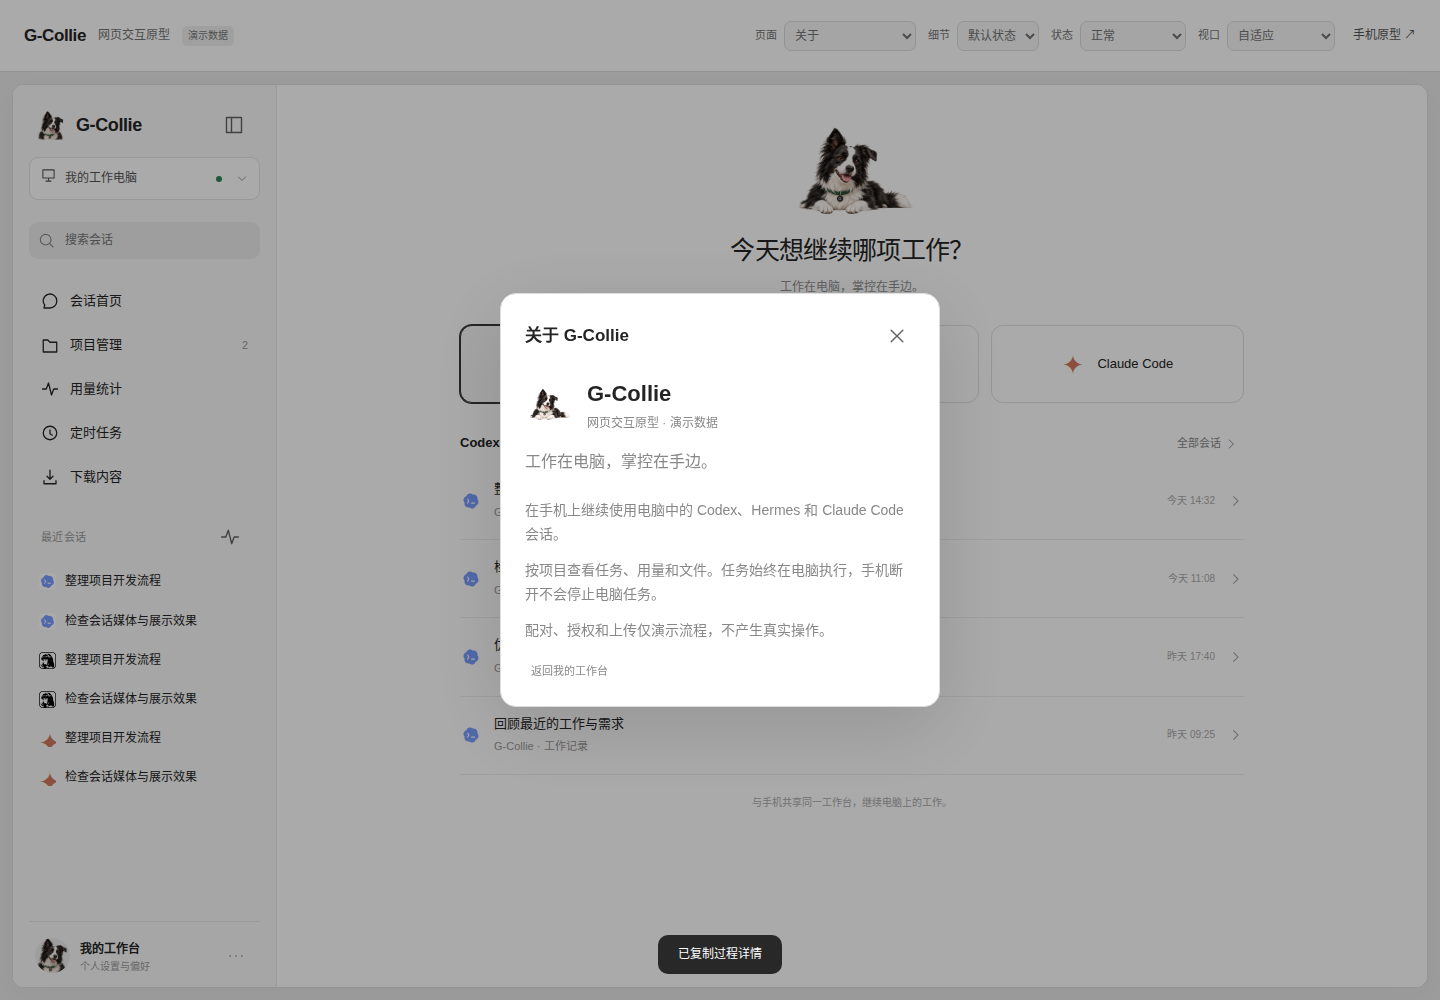 G-Collie 网页交互原型 演示数据 页面 关于 细节 默认状态 状态 正常 视口 自适应 手机原型 ↗
G-Collie
我的工作电脑
搜索会话
会话首页
项目管理 2
用量统计
定时任务
下载内容
最近会话
整理项目开发流程
检查会话媒体与展示效果
整理项目开发流程
检查会话媒体与展示效果
整理项目开发流程
检查会话媒体与展示效果
我的工作台
个人设置与偏好
今天想继续哪项工作?
工作在电脑，掌控在手边。
Claude Code
Codex
全部会话
今天 14:32
今天 11:08
昨天 17:40
回顾最近的工作与需求
G-Collie · 工作记录
昨天 09:25
与手机共享同一工作台，继续电脑上的工作。
关于 G-Collie
G-Collie
网页交互原型 · 演示数据
工作在电脑，掌控在手边。
在手机上继续使用电脑中的 Codex、Hermes 和 Claude Code
会话。
按项目查看任务、用量和文件。任务始终在电脑执行，手机断
开不会停止电脑任务。
配对、授权和上传仅演示流程，不产生真实操作。
返回我的工作台
已复制过程详情